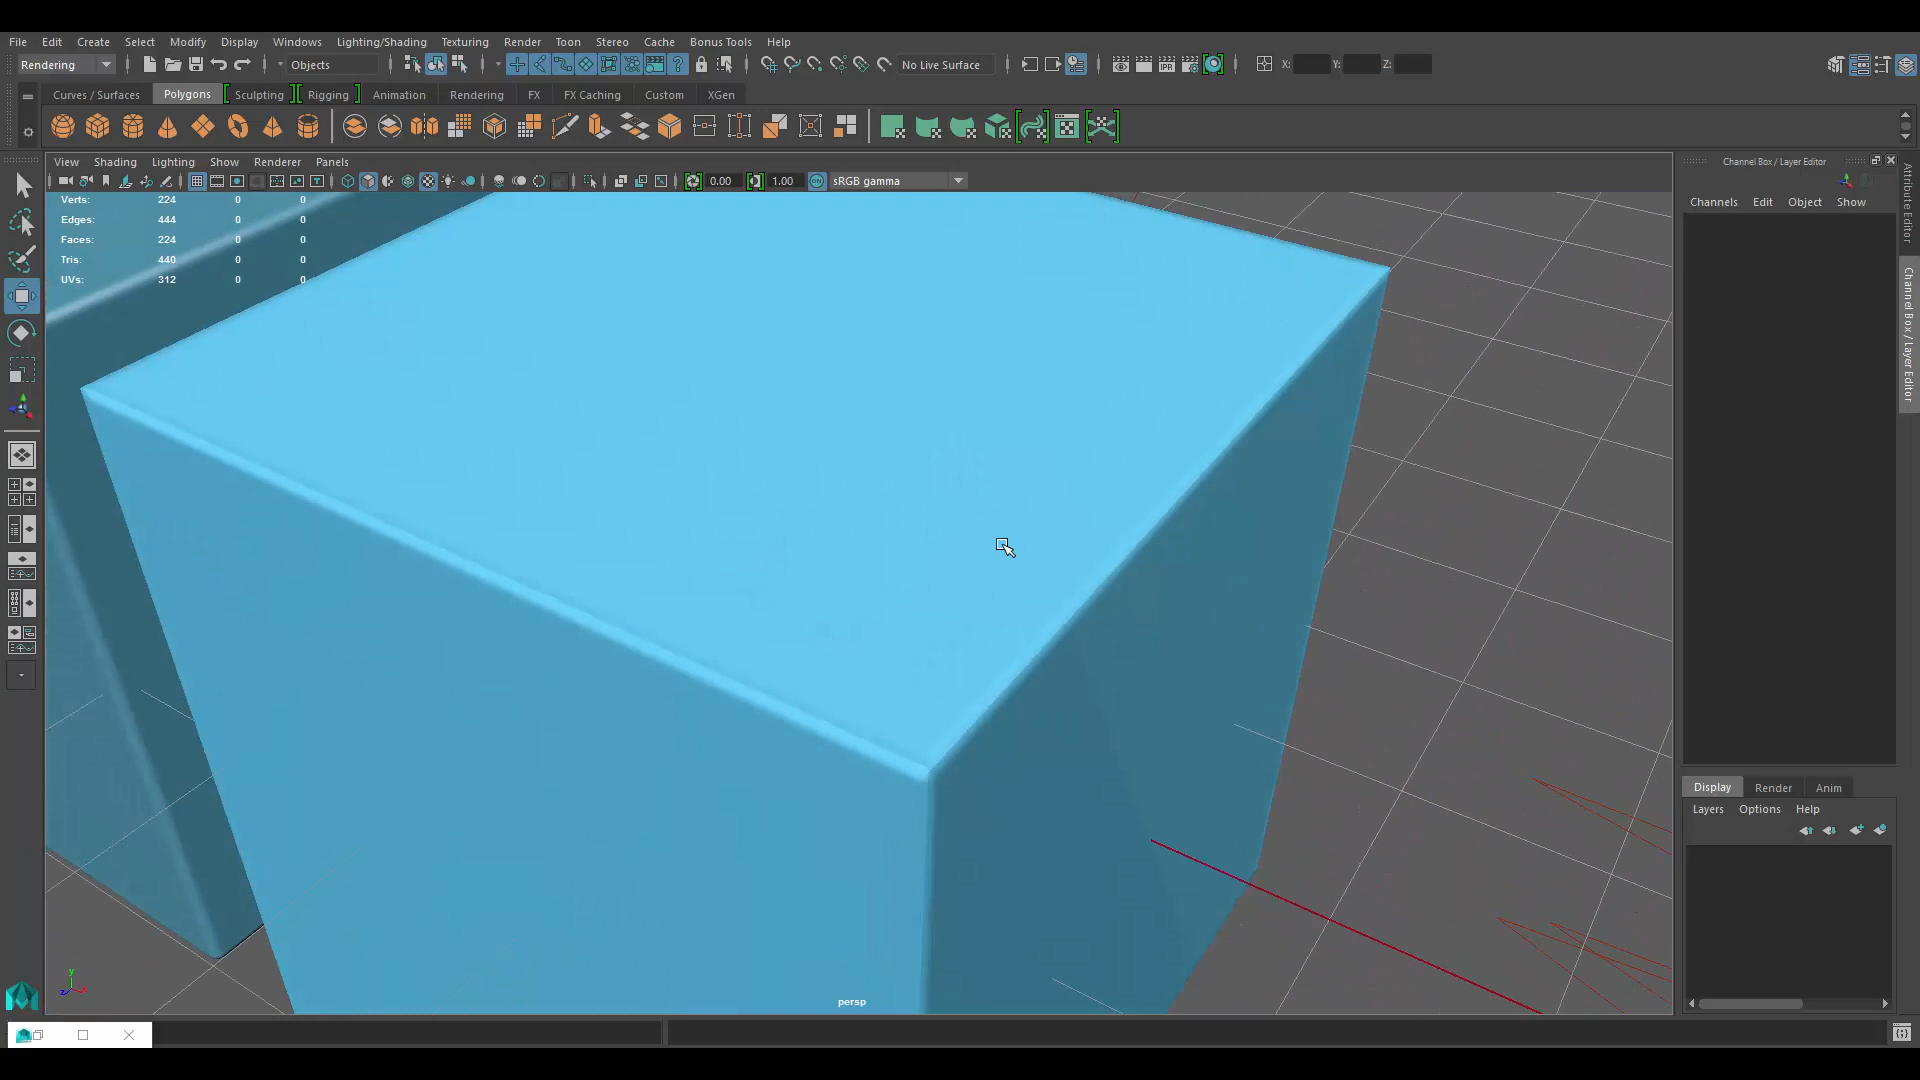 File Edit Create Select Modify Display Windows Lighting/Shading Texturing Render Toon Stereo Cache Bonus Tools Help
Rendering Objects No Live Surface X: Y: Z:
Curves / Surfaces Polygons Sculpting Rigging Animation Rendering FX FX Caching Custom XGen
View Shading Lighting Show Renderer Panels
0.00 1.00 ON sRGB gamma
Verts: 224 0 0
Edges: 444 0 0
Faces: 224 0 0
Tris: 440 0 0
UVs: 312 0 0
persp
y
z x
Channel Box / Layer Editor
Channels Edit Object Show
Display Render Anim
Layers Options Help
Attribute Editor
Channel Box / Layer Editor